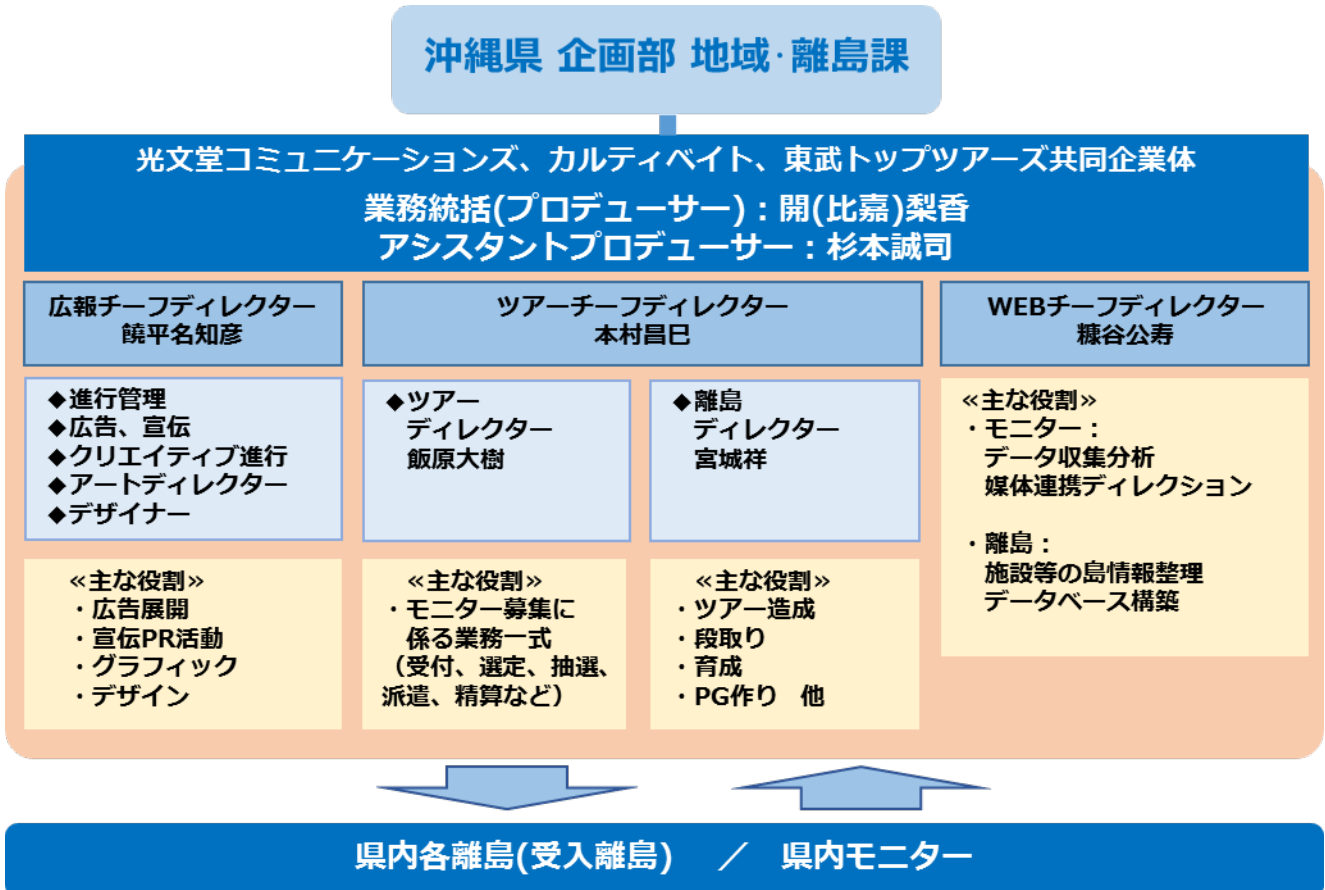 沖縄県 企画部 地域･離島課
光文堂コミュニケーションズ、カルティベイト、東武トップツアーズ共同企業体
業務統括(プロデューサー)：開(比嘉)梨香
アシスタントプロデューサー：杉本誠司
広報チーフディレクター
饒平名知彦
◆進行管理
◆広告、宣伝
◆クリエイティブ進行
◆アートディレクター
◆デザイナー
≪主な役割≫
・広告展開
・宣伝PR活動
・グラフィック
・デザイン
ツアーチーフディレクター
本村昌巳
◆ツアー
ディレクター
飯原大樹
≪主な役割≫
・モニター募集に
係る業務一式
（受付、選定、抽選、
派遣、精算など）
◆離島
ディレクター
宮城祥
≪主な役割≫
・ツアー造成
・段取り
・育成
・PG作り　他
WEBチーフディレクター
糠谷公寿
≪主な役割≫
・モニター：
データ収集分析
媒体連携ディレクション
・離島：
施設等の島情報整理
データベース構築
県内各離島(受入離島)　／　県内モニター